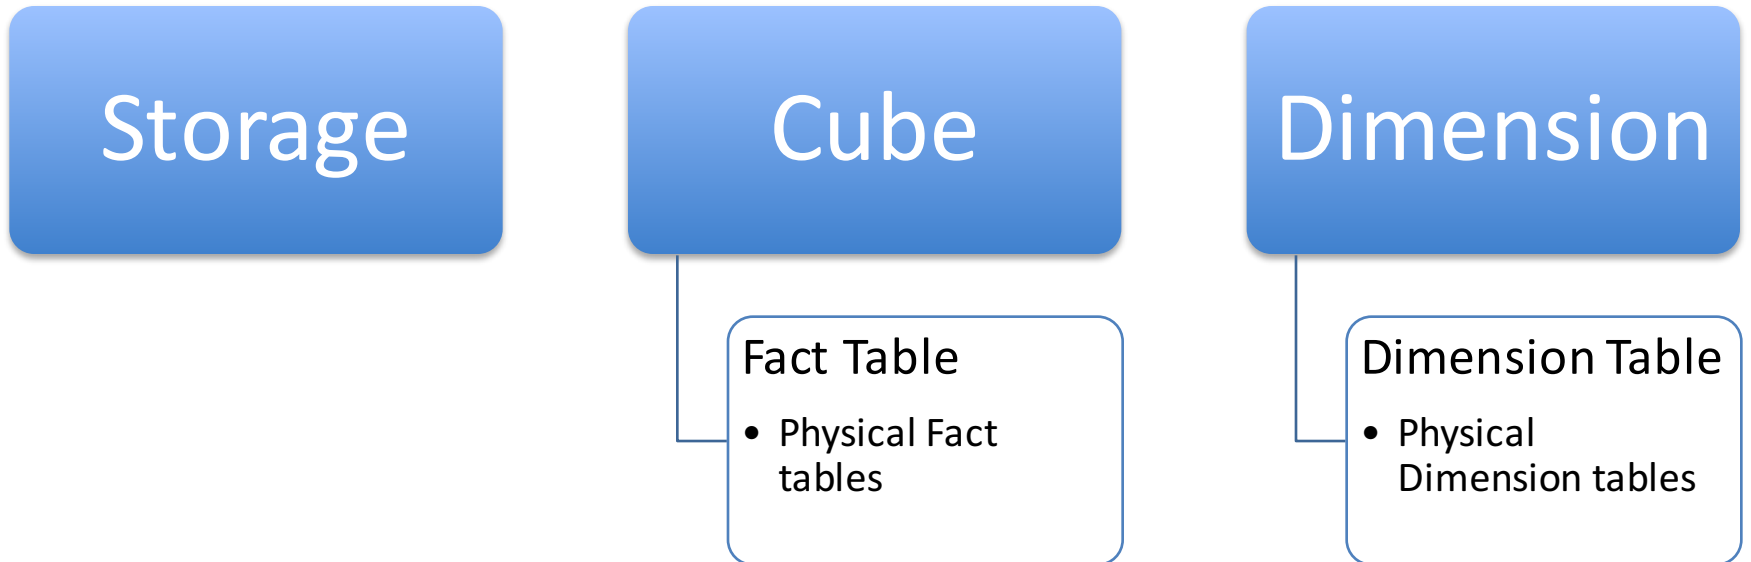 Storage
Cube
Dimension
Fact Table
• Physical Fact
tables
Dimension Table
• Physical
Dimension tables